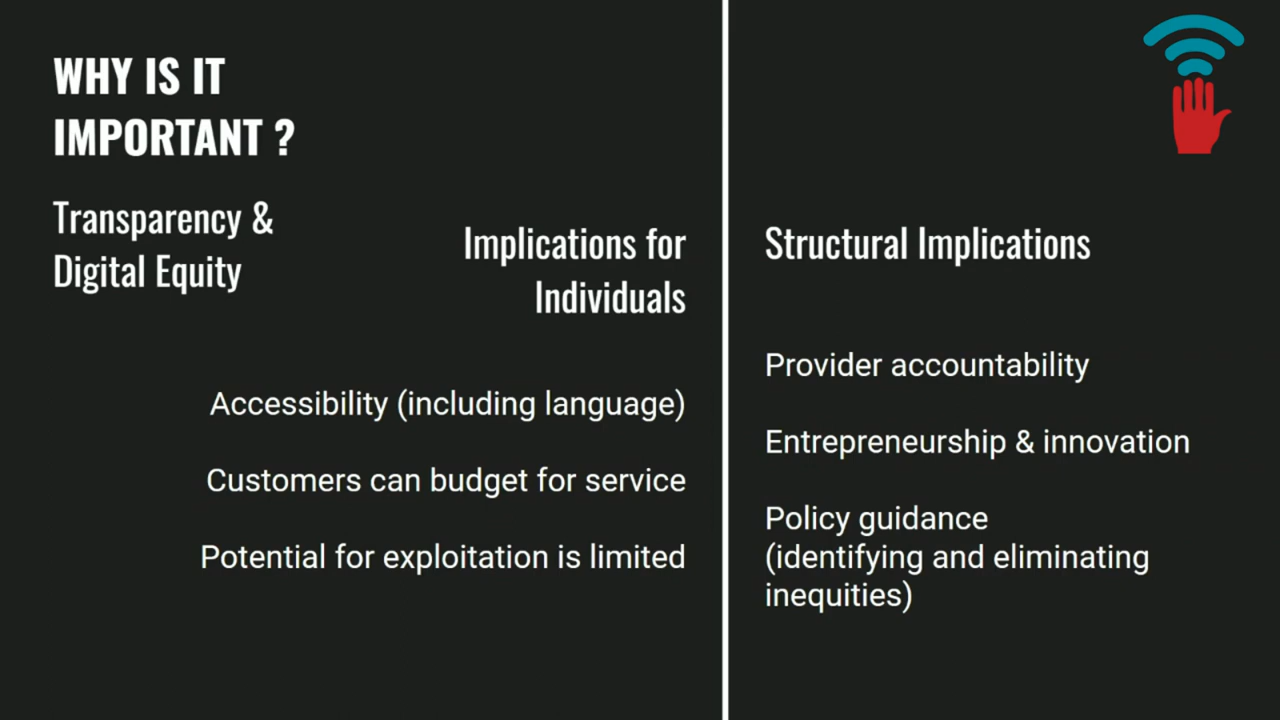 WHY IS IT
IMPORTANT ?
Transparency &
Digital Equity
Implications for
Individuals
Accessibility (including language)
Customers can budget for service
Potential for exploitation is limited
Structural Implications
Provider accountability
Entrepreneurship & innovation
Policy guidance
(identifying and eliminating
inequities)